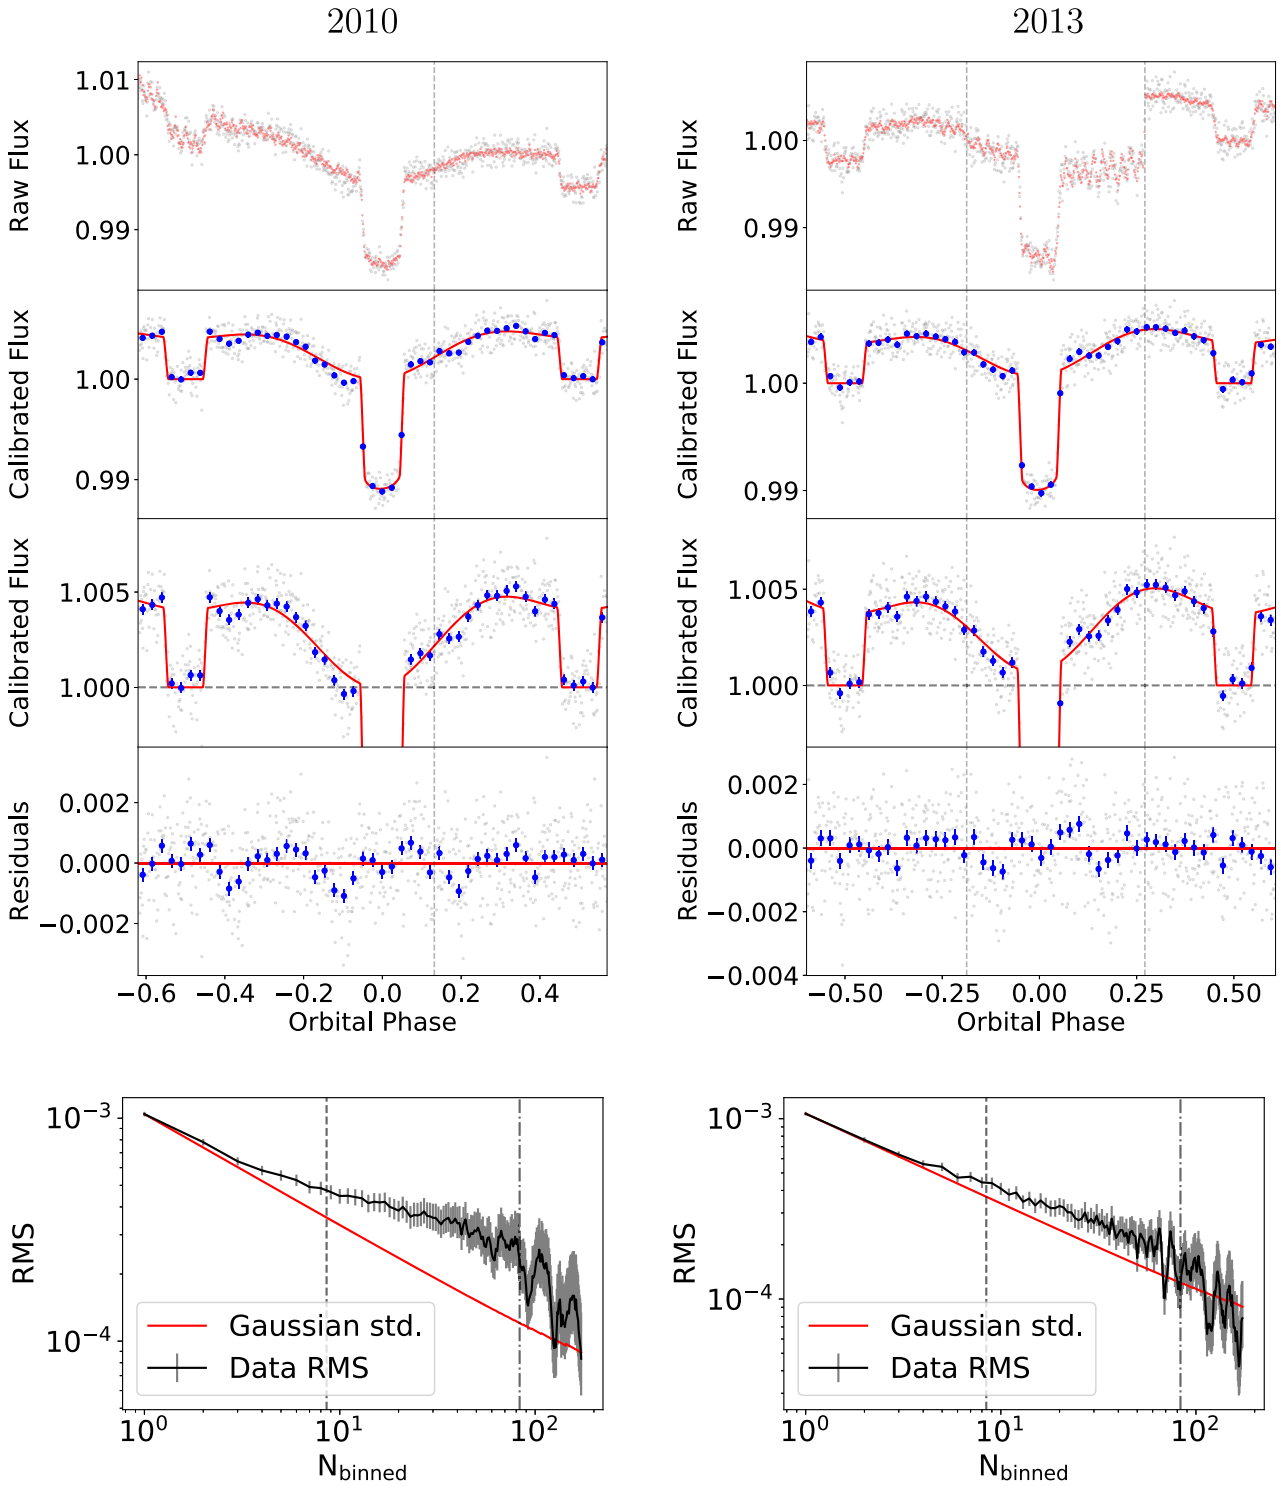 2010
2013
Raw Flux
1.01
1.00
0.99
Raw Flux
1.00
0.99
Calibrated Flux
1.00
0.99
Calibrated Flux
1.00
0.99
Calibrated Flux
1.005
1.000
Calibrated Flux
1.005
1.000
Residuals
0.002
0.000
−0.002
−0.6 −0.4 −0.2 0.0 0.2 0.4
Orbital Phase
Residuals
0.002
0.000
−0.002
−0.004
−0.50 −0.25 0.00 0.25 0.50
Orbital Phase
RMS
10⁻³
10⁻⁴
Gaussian std.
Data RMS
10⁰ 10¹ 10²
N_binned
RMS
10⁻³
10⁻⁴
Gaussian std.
Data RMS
10⁰ 10¹ 10²
N_binned